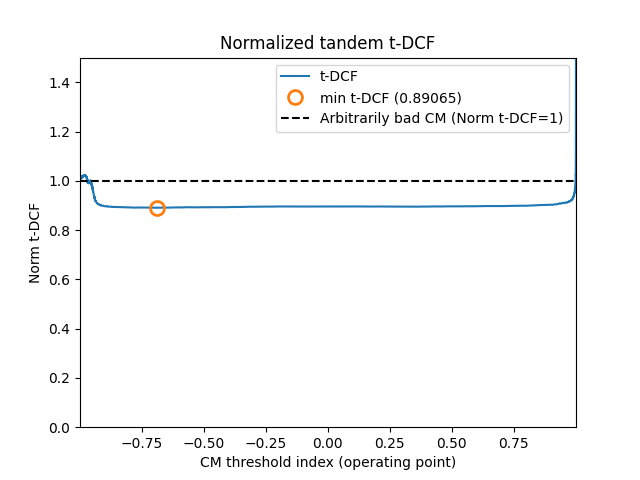 Normalized tandem t-DCF
t-DCF
min t-DCF (0.89065)
Arbitrarily bad CM (Norm t-DCF=1)
1.4
1.2
1.0
0.8
0.6
0.4
0.2
0.0
Norm t-DCF
−0.75 −0.50 −0.25 0.00 0.25 0.50 0.75
CM threshold index (operating point)